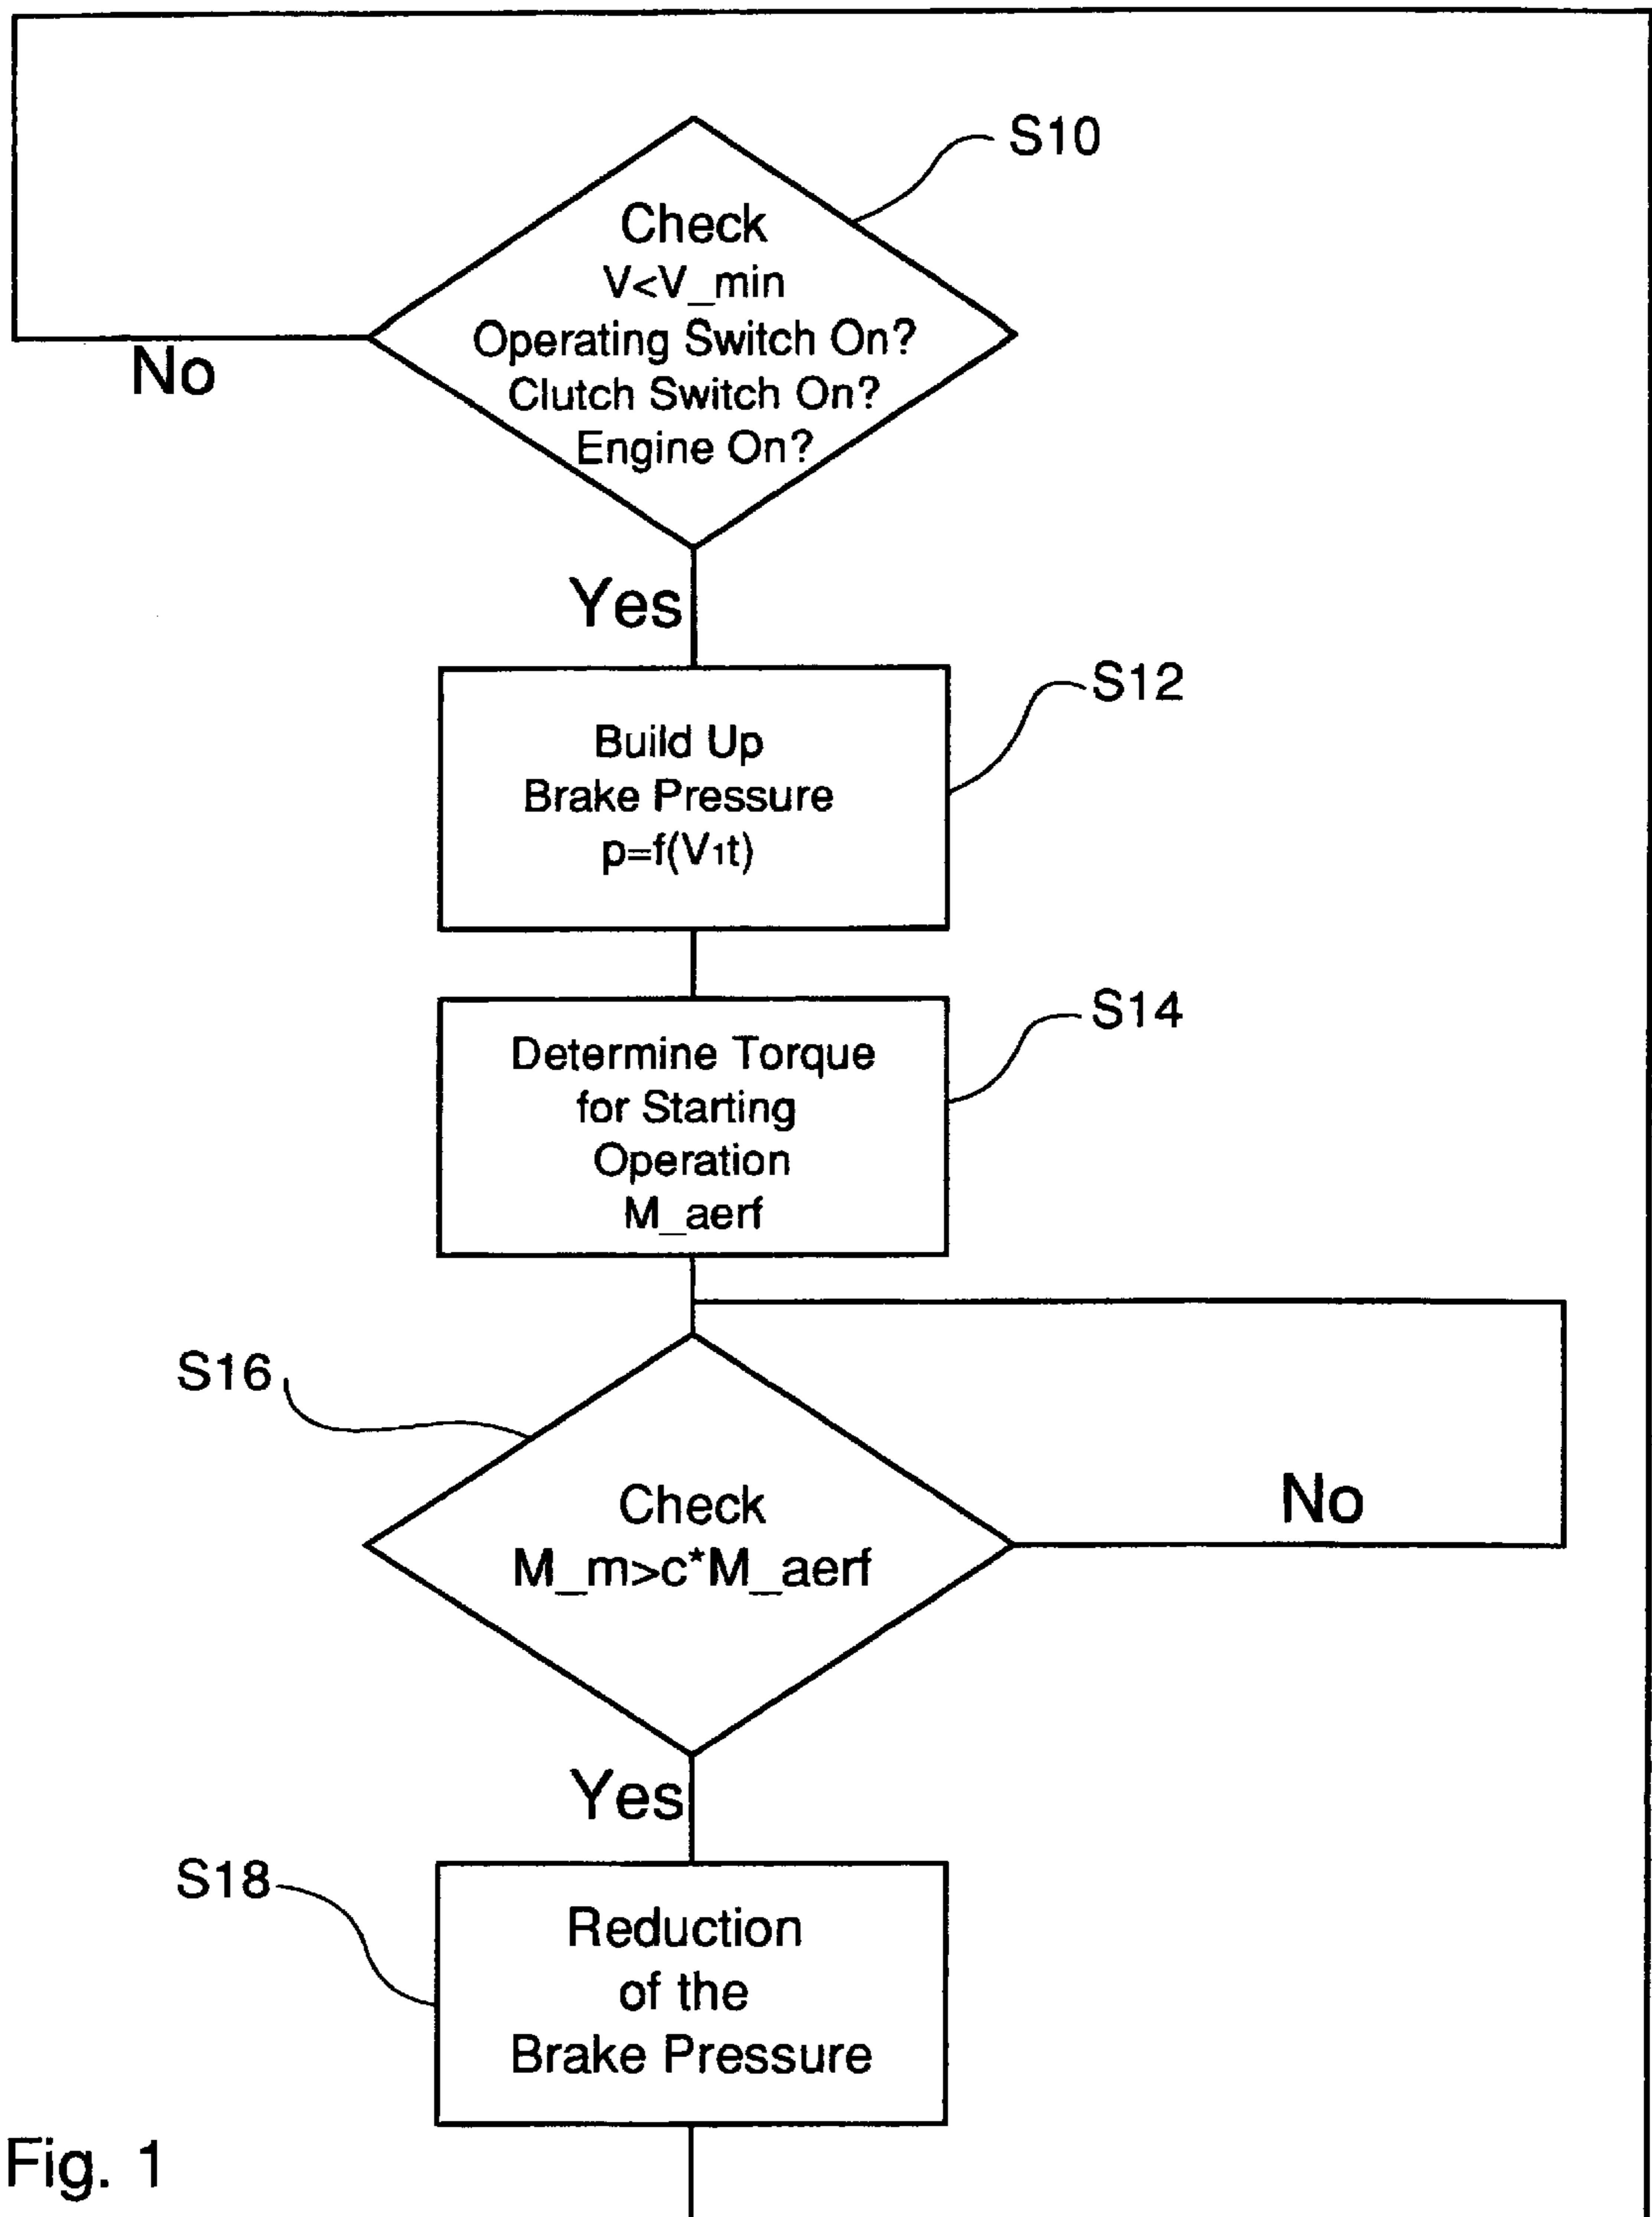 S10
Check
V<V_min
Operating Switch On?
Clutch Switch On?
Engine On?
No
Yes
S12
Build Up
Brake Pressure
p=f(V1t)
S14
Determine Torque
for Starting
Operation
M_aerf
S16
Check
M_m>c*M_aerf
No
Yes
S18
Reduction
of the
Brake Pressure
Fig. 1